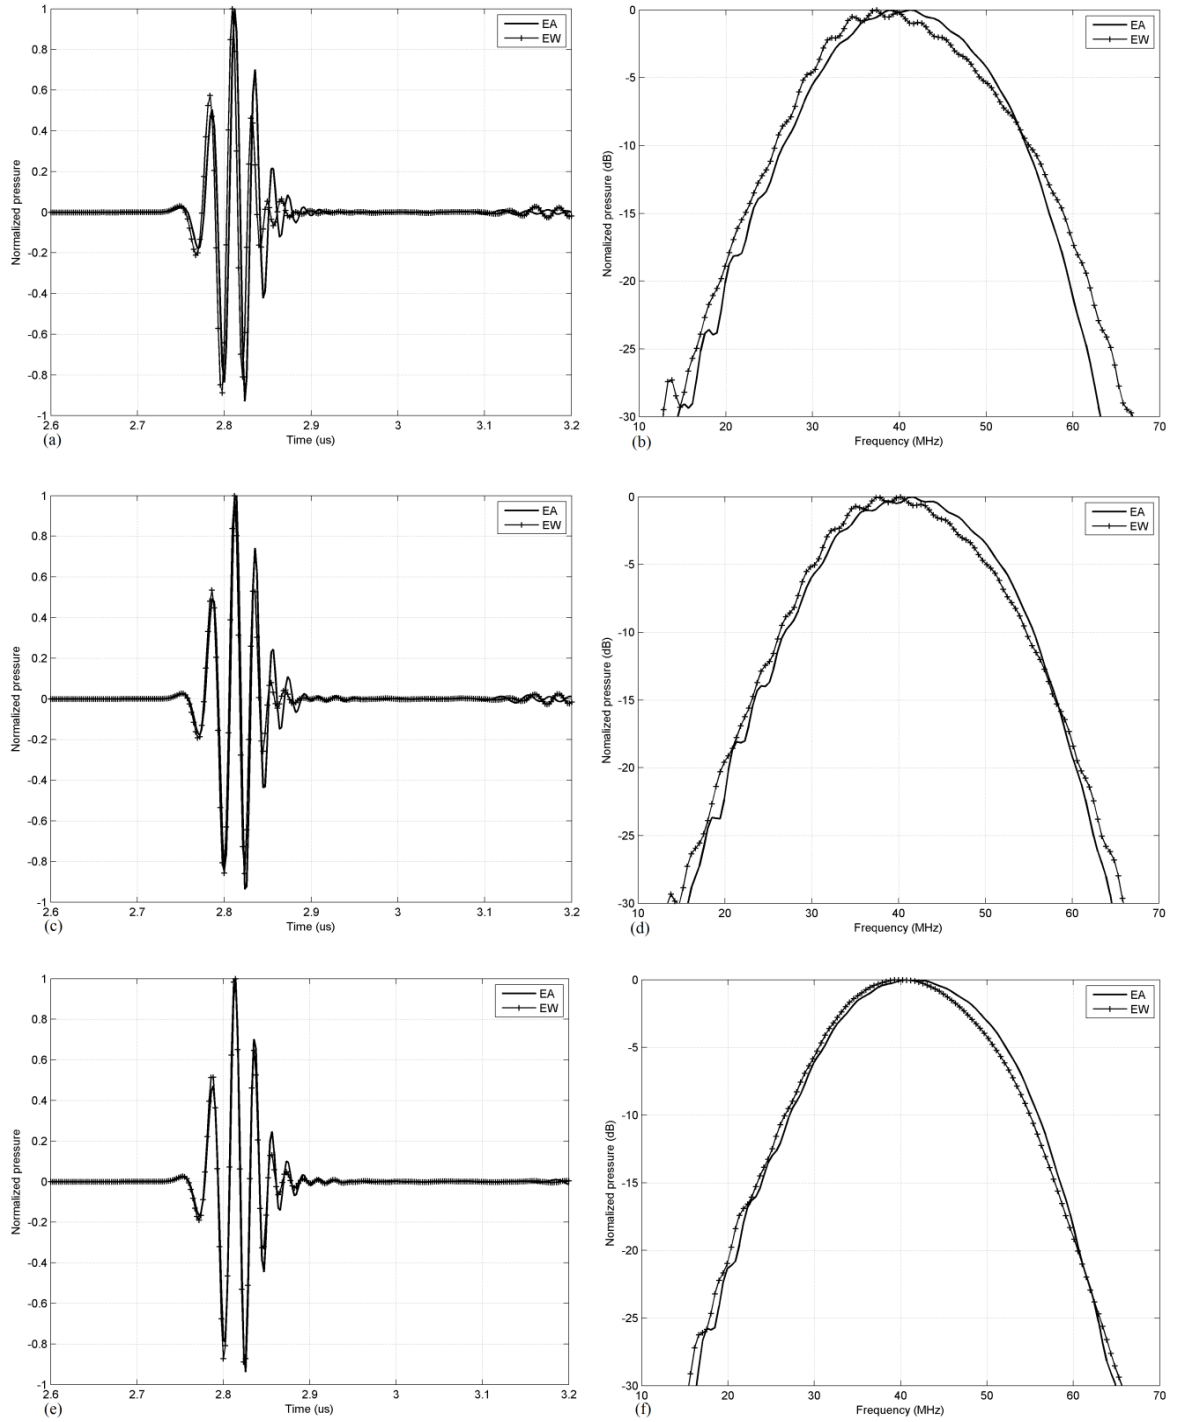 1
0.8
0.6
0.4
0.2
0
-0.2
-0.4
-0.6
-0.8
-1
Normalized pressure
EA
EW
2.6 2.7 2.8 2.9 3 3.1 3.2
Time (us)
(a)
0
-5
-10
-15
-20
-25
-30
Nomalized pressure (dB)
EA
EW
10 20 30 40 50 60 70
Frequency (MHz)
(b)
1
0.8
0.6
0.4
0.2
0
-0.2
-0.4
-0.6
-0.8
-1
Normalized pressure
EA
EW
2.6 2.7 2.8 2.9 3 3.1 3.2
Time (us)
(c)
0
-5
-10
-15
-20
-25
-30
Normalized pressure (dB)
EA
EW
10 20 30 40 50 60 70
Frequency (MHz)
(d)
1
0.8
0.6
0.4
0.2
0
-0.2
-0.4
-0.6
-0.8
-1
Normalized pressure
EA
EW
2.6 2.7 2.8 2.9 3 3.1 3.2
Time (us)
(e)
0
-5
-10
-15
-20
-25
-30
Normalized pressure (dB)
EA
EW
10 20 30 40 50 60 70
Frequency (MHz)
(f)